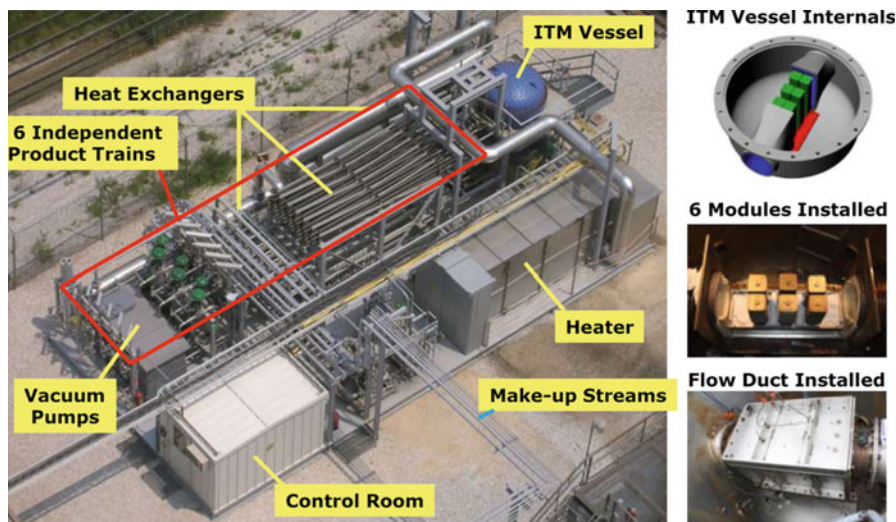 ITM Vessel
Heat Exchangers
6 Independent
Product Trains
Heater
Vacuum
Pumps
Make-up Streams
Control Room
ITM Vessel Internals
6 Modules Installed
Flow Duct Installed